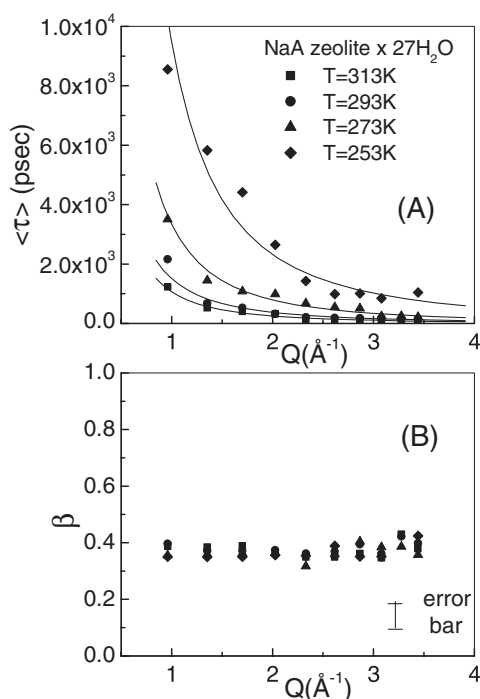 1.0x10⁴
NaA zeolite x 27H₂O
T=313K
8.0x10³
T=293K
T=273K
6.0x10³
T=253K
<τ> (psec)
4.0x10³
(A)
2.0x10³
0.0
1 2 3 4
Q(Å⁻¹)
1.0
(B)
0.8
0.6
β
0.4
0.2
error
bar
0.0
1 2 3 4
Q(Å⁻¹)